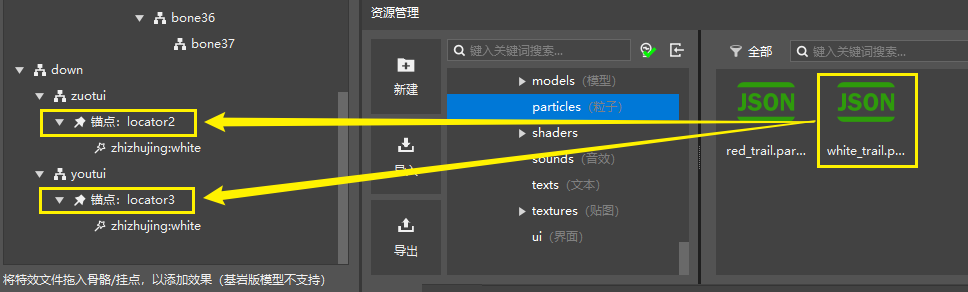 bone36
bone37
down
zuotui
锚点：locator2
zhizhujing:white
youtui
锚点：locator3
zhizhujing:white
将特效文件拖入骨骼/挂点，以添加效果（基岩版模型不支持）
资源管理
新建
导入
导出
键入关键词搜索...
models (模型)
particles (粒子)
shaders
sounds (音效)
texts (文本)
textures (贴图)
ui (界面)
全部
键入关键词搜索...
JSON
red_trail.par...
JSON
white_trail.p...